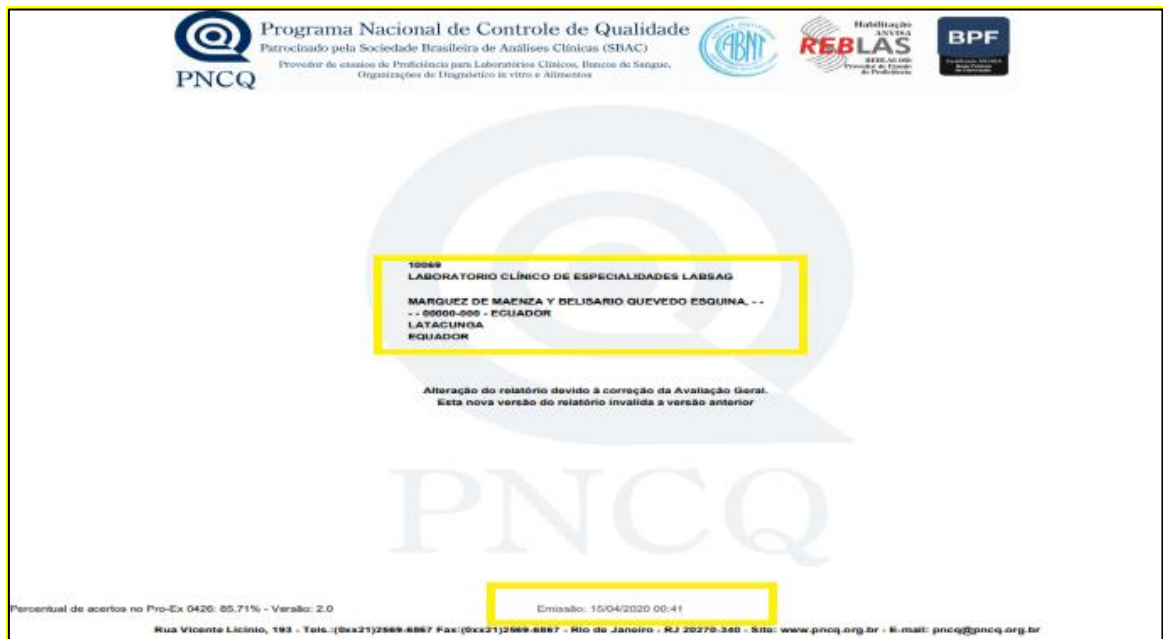 Programa Nacional de Controle de Qualidade
Patrocinado pela Sociedade Brasileira de Análises Clínicas (SBAC)
Provedor de ensaios de Proficiência para Laboratórios Clínicos, Bancos de Sangue,
Organizações de Diagnóstico in vitro e Alimentos
PNCQ
ABNT
Habilitação
ANVISA
REBLAS
Provedor de Ensaio
de Proficiência
BPF
10069
LABORATORIO CLÍNICO DE ESPECIALIDADES LABSAG
MARQUEZ DE MAENZA Y BELISARIO QUEVEDO ESQUINA, - -
- - 00000-000 - ECUADOR
LATACUNGA
EQUADOR
Alteração do relatório devido à correção da Avaliação Geral.
Esta nova versão do relatório invalida a versão anterior
PNCQ
Percentual de acertos no Pro-Ex 0426: 85.71% - Versão: 2.0
Emissão: 15/04/2020 00:41
Rua Vicente Licínio, 193 - Tels.:(0xx21)2569-6867 Fax:(0xx21)2569-6867 - Rio de Janeiro - RJ 20270-340 - Site: www.pncq.org.br - E-mail: pncq@pncq.org.br